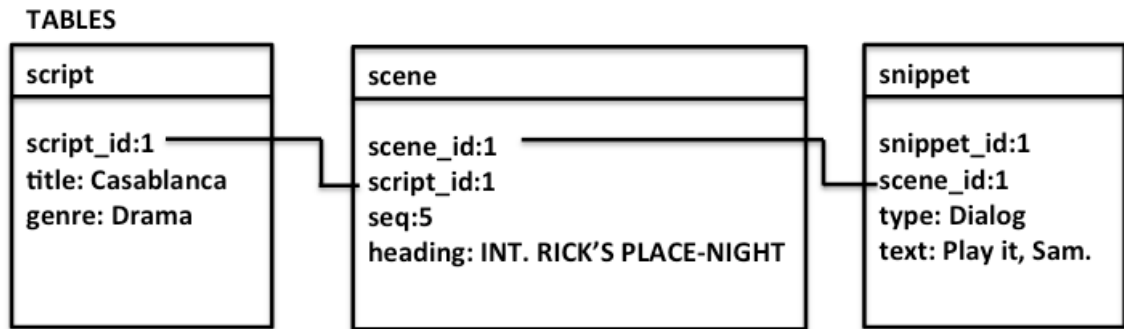 TABLES
script
script_id:1
title: Casablanca
genre: Drama
scene
scene_id:1
script_id:1
seq:5
heading: INT. RICK’S PLACE-NIGHT
snippet
snippet_id:1
scene_id:1
type: Dialog
text: Play it, Sam.